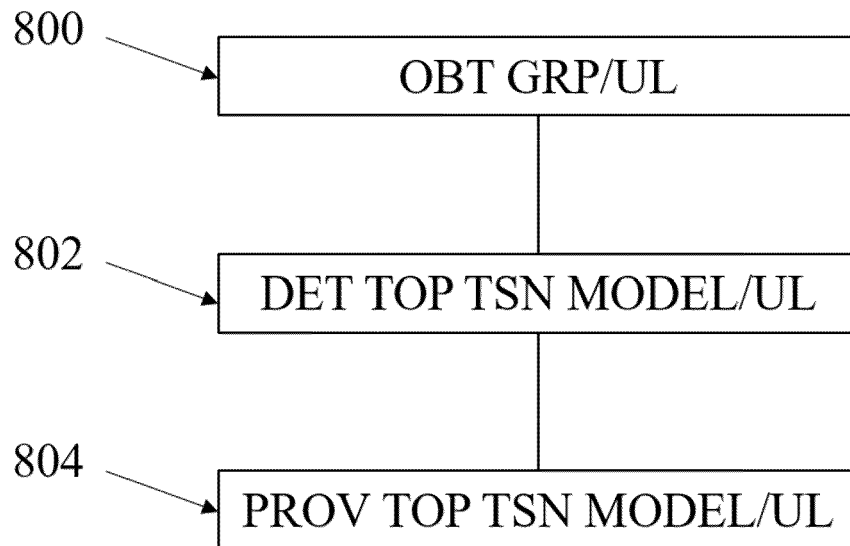 800
OBT GRP/UL
802
DET TOP TSN MODEL/UL
804
PROV TOP TSN MODEL/UL